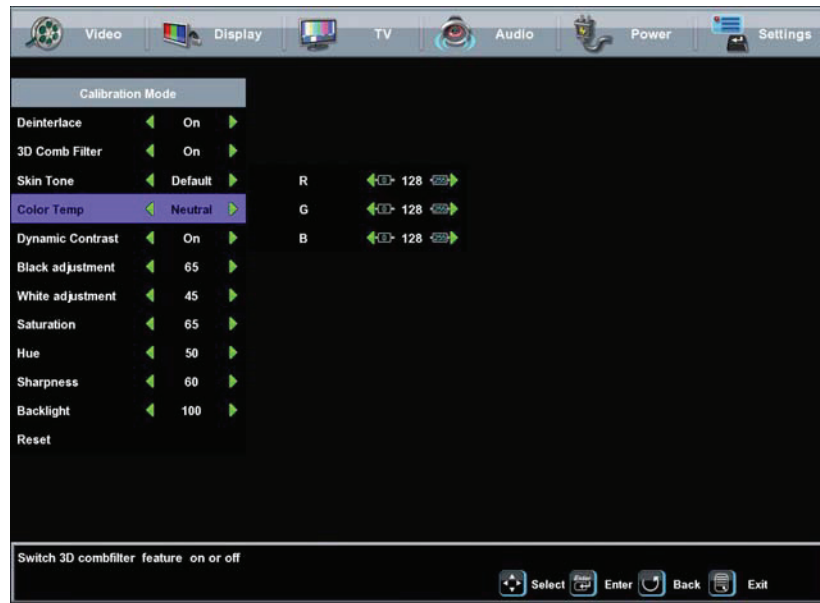 Video Display TV Audio Power Settings
Calibration Mode
Deinterlace On
3D Comb Filter On
Skin Tone Default R 128
Color Temp Neutral G 128
Dynamic Contrast On B 128
Black adjustment 65
White adjustment 45
Saturation 65
Hue 50
Sharpness 60
Backlight 100
Reset
Switch 3D combfilter feature on or off
Select Enter Enter Back Exit